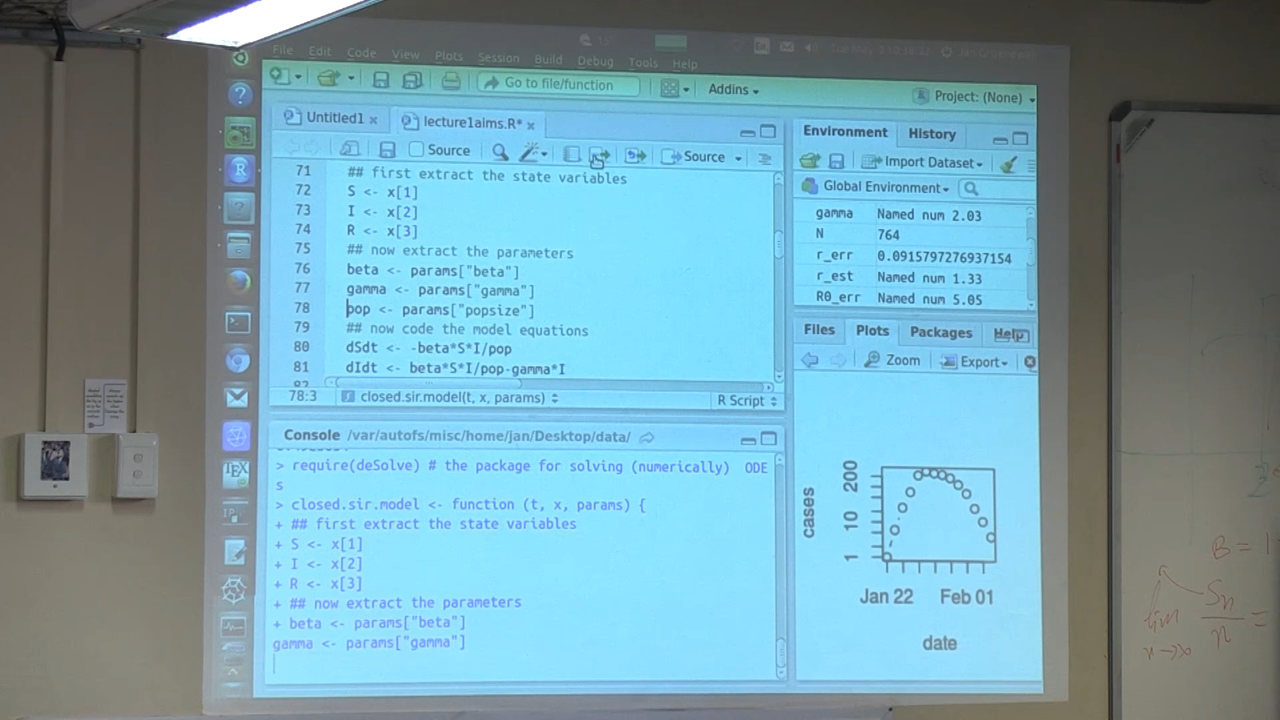 File Edit Code View Plots Session Build Debug Tools Help
Go to file/function
Addins
Project: (None)
Untitled1
lecture1aims.R*
Source
Source
71 ## first extract the state variables
72 S <- x[1]
73 I <- x[2]
74 R <- x[3]
75 ## now extract the parameters
76 beta <- params["beta"]
77 gamma <- params["gamma"]
78 pop <- params["popsize"]
79 ## now code the model equations
80 dSdt <- -beta*S*I/pop
81 dIdt <- beta*S*I/pop-gamma*I
82
78:3
closed.sir.model(t, x, params)
R Script
Console /var/autofs/misc/home/jan/Desktop/data/
> require(deSolve) # the package for solving (numerically) ODE
s
> closed.sir.model <- function (t, x, params) {
+ ## first extract the state variables
+ S <- x[1]
+ I <- x[2]
+ R <- x[3]
+ ## now extract the parameters
+ beta <- params["beta"]
gamma <- params["gamma"]
Environment History
Import Dataset
Global Environment
gamma Named num 2.03
N 764
r_err 0.0915797276937154
r_est Named num 1.33
R0_err Named num 5.05
Files Plots Packages Help
Zoom Export
cases
200
10
1
Jan 22 Feb 01
date
TEX
IP
B = 1
lim Sn
n→∞ n =